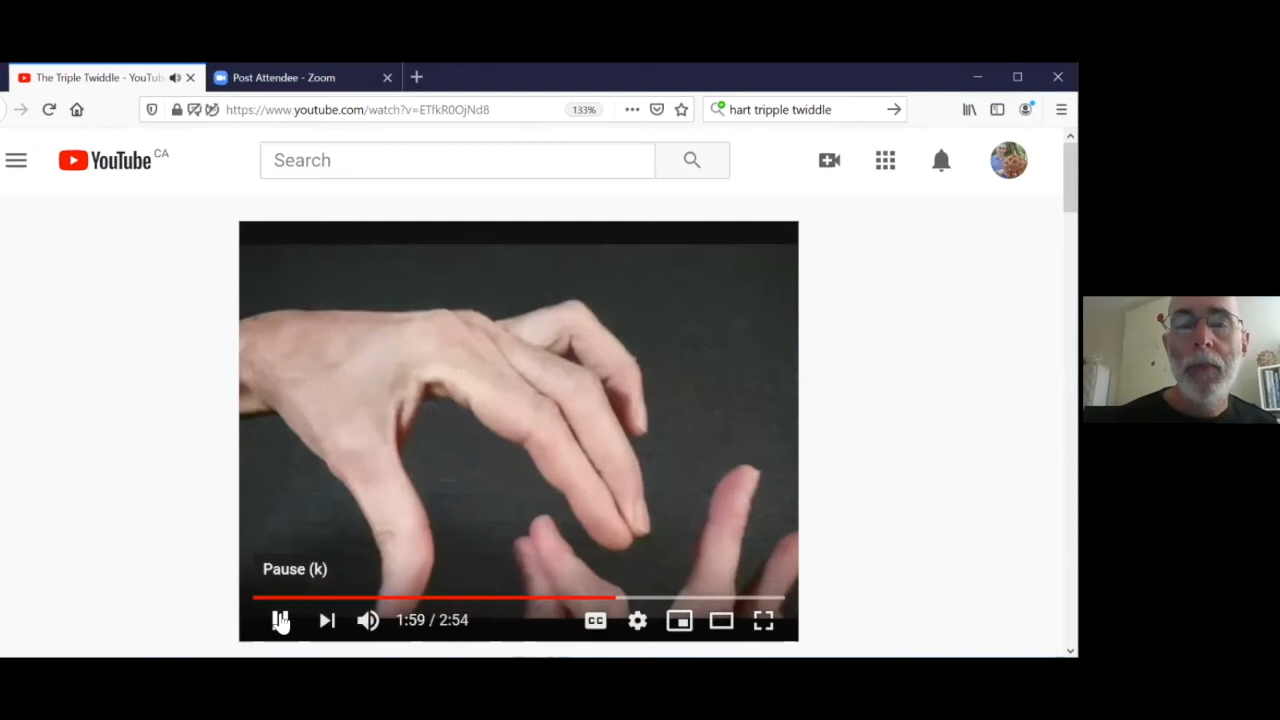 The Triple Twiddle - YouTub
Post Attendee - Zoom
https://www.youtube.com/watch?v=ETfkR0OjNd8
133%
hart tripple twiddle
YouTube CA
Search
Pause (k)
1:59 / 2:54
CC